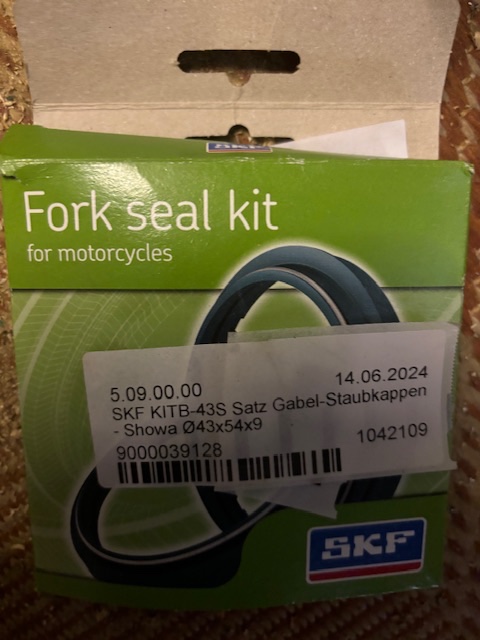 SKF
Fork seal kit
for motorcycles
5.09.00.00 14.06.2024
SKF KITB-43S Satz Gabel-Staubkappen
- Showa Ø43x54x9
9000039128 1042109
SKF